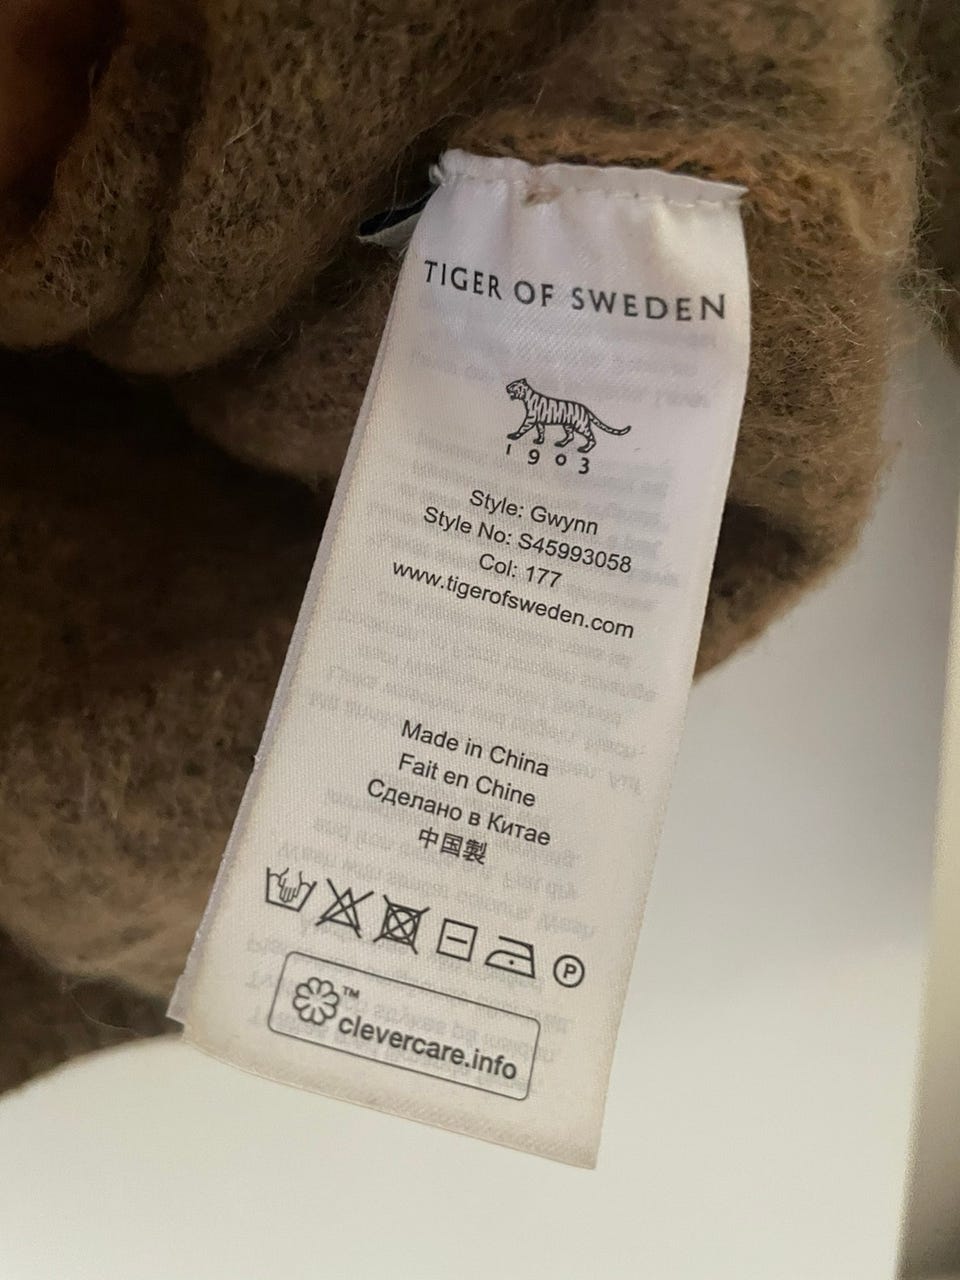 TIGER OF SWEDEN
1903
Style: Gwynn
Style No: S45993058
Col: 177
www.tigerofsweden.com
Made in China
Fait en Chine
Сделано в Китае
中国製
P
™
clevercare.info